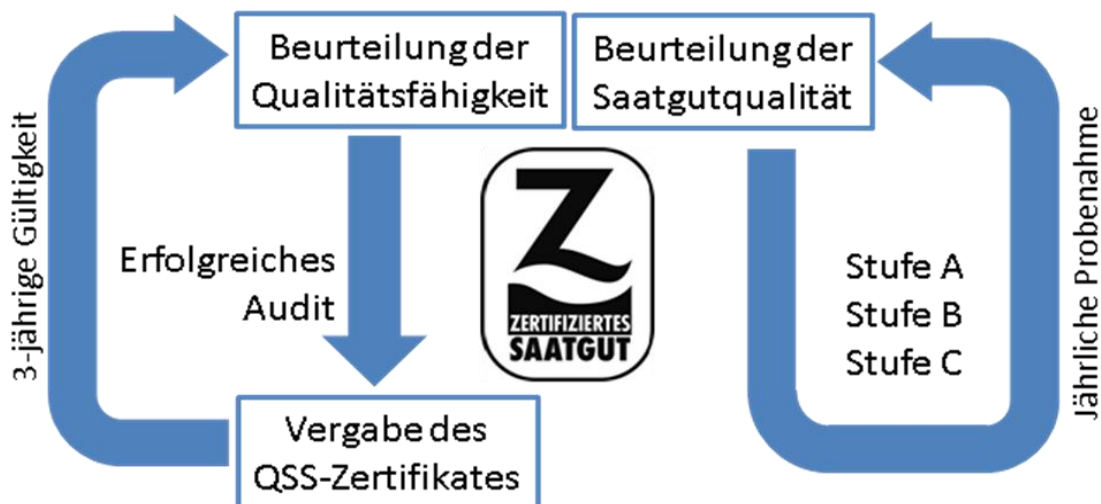 Beurteilung der
Qualitätsfähigkeit
Beurteilung der
Saatgutqualität
3-jährige Gültigkeit
Erfolgreiches
Audit
Z
ZERTIFIZIERTES
SAATGUT
Stufe A
Stufe B
Stufe C
Jährliche Probenahme
Vergabe des
QSS-Zertifikates